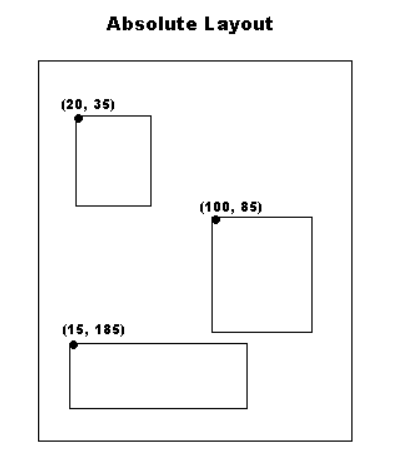 Absolute Layout
(20, 35)
(100, 85)
(15, 185)